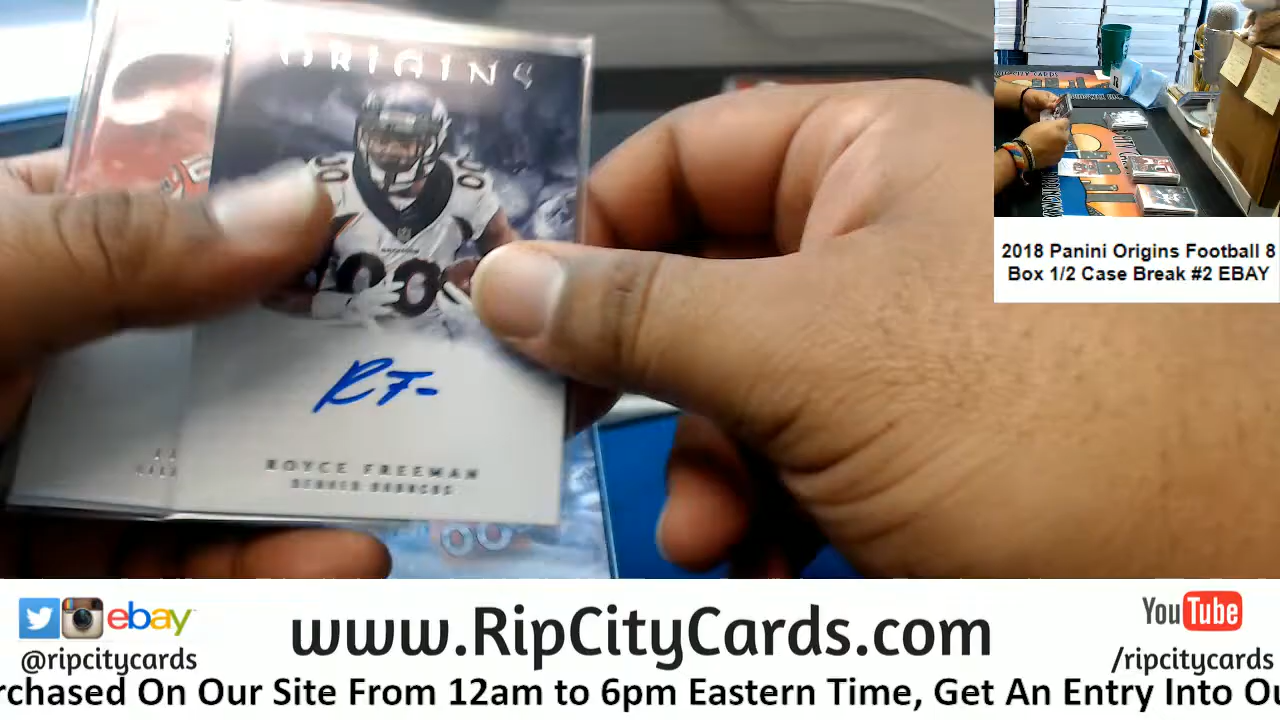 ORIGINS
ROYCE FREEMAN
DENVER BRONCOS
2018 Panini Origins Football 8
Box 1/2 Case Break #2 EBAY
ebay
@ripcitycards
www.RipCityCards.com
YouTube
/ripcitycards
rchased On Our Site From 12am to 6pm Eastern Time, Get An Entry Into Ou